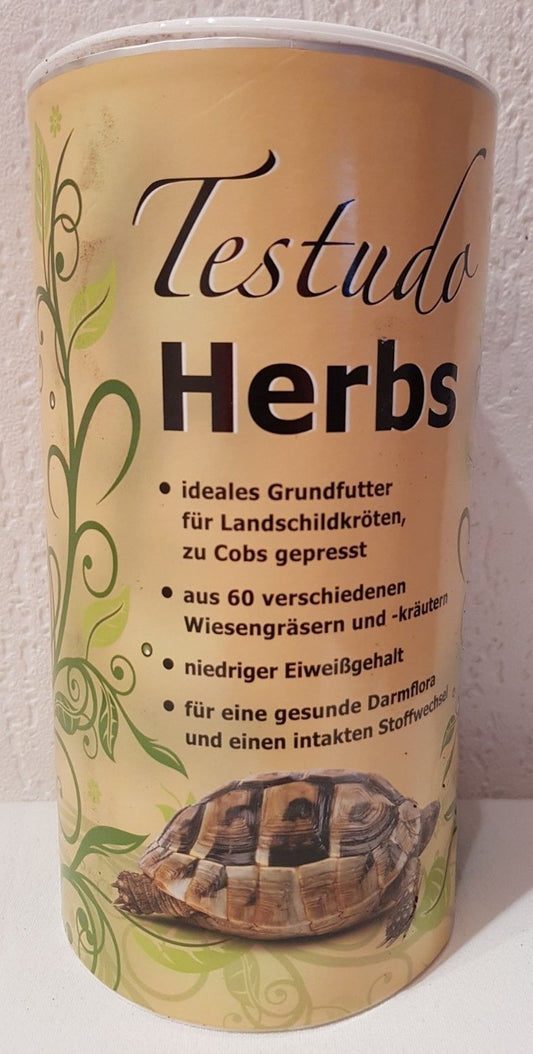 Testudo
Herbs
• ideales Grundfutter
für Landschildkröten,
zu Cobs gepresst
• aus 60 verschiedenen
Wiesengräsern und -kräutern
• niedriger Eiweißgehalt
• für eine gesunde Darmflora
und einen intakten Stoffwechsel